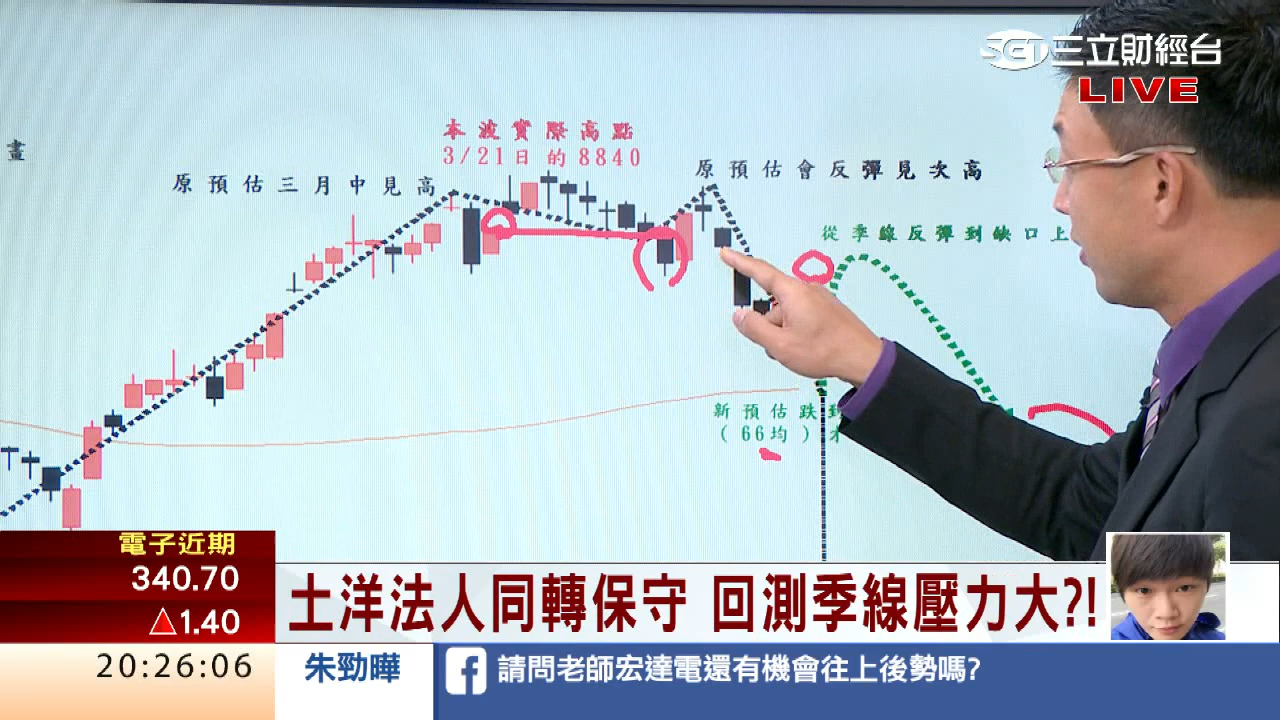 SET三立財經台
LIVE
畫
本波實際高點
3/21日 的8840
原預估三月中見高
原預估會反彈見次高
從季線反彈到缺口上
新預估跌到
(66均)才
電子近期
340.70
△1.40
土洋法人同轉保守 回測季線壓力大?!
20:26:06
朱勁曄
請問老師宏達電還有機會往上後勢嗎?